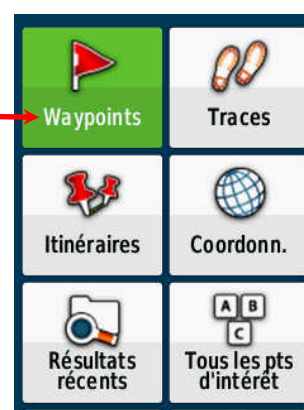 Waypoints
Traces
Itinéraires
Coordonn.
A B
C
Résultats
récents
Tous les pts
d'intérêt